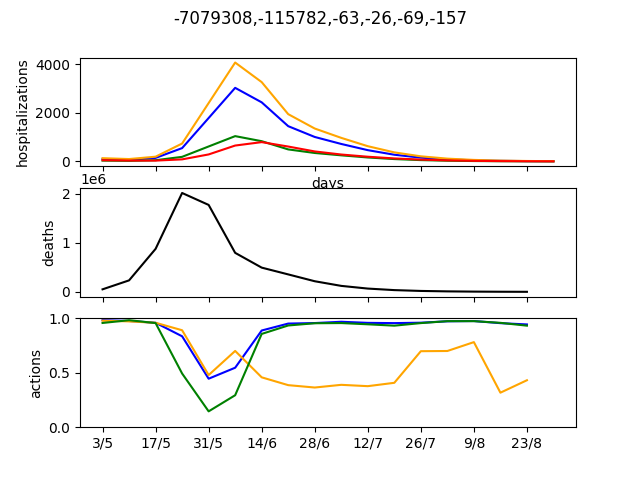 -7079308,-115782,-63,-26,-69,-157
4000
2000
0
hospitalizations
days
1e6
2
1
0
deaths
1.0
0.5
0.0
actions
3/5 17/5 31/5 14/6 28/6 12/7 26/7 9/8 23/8